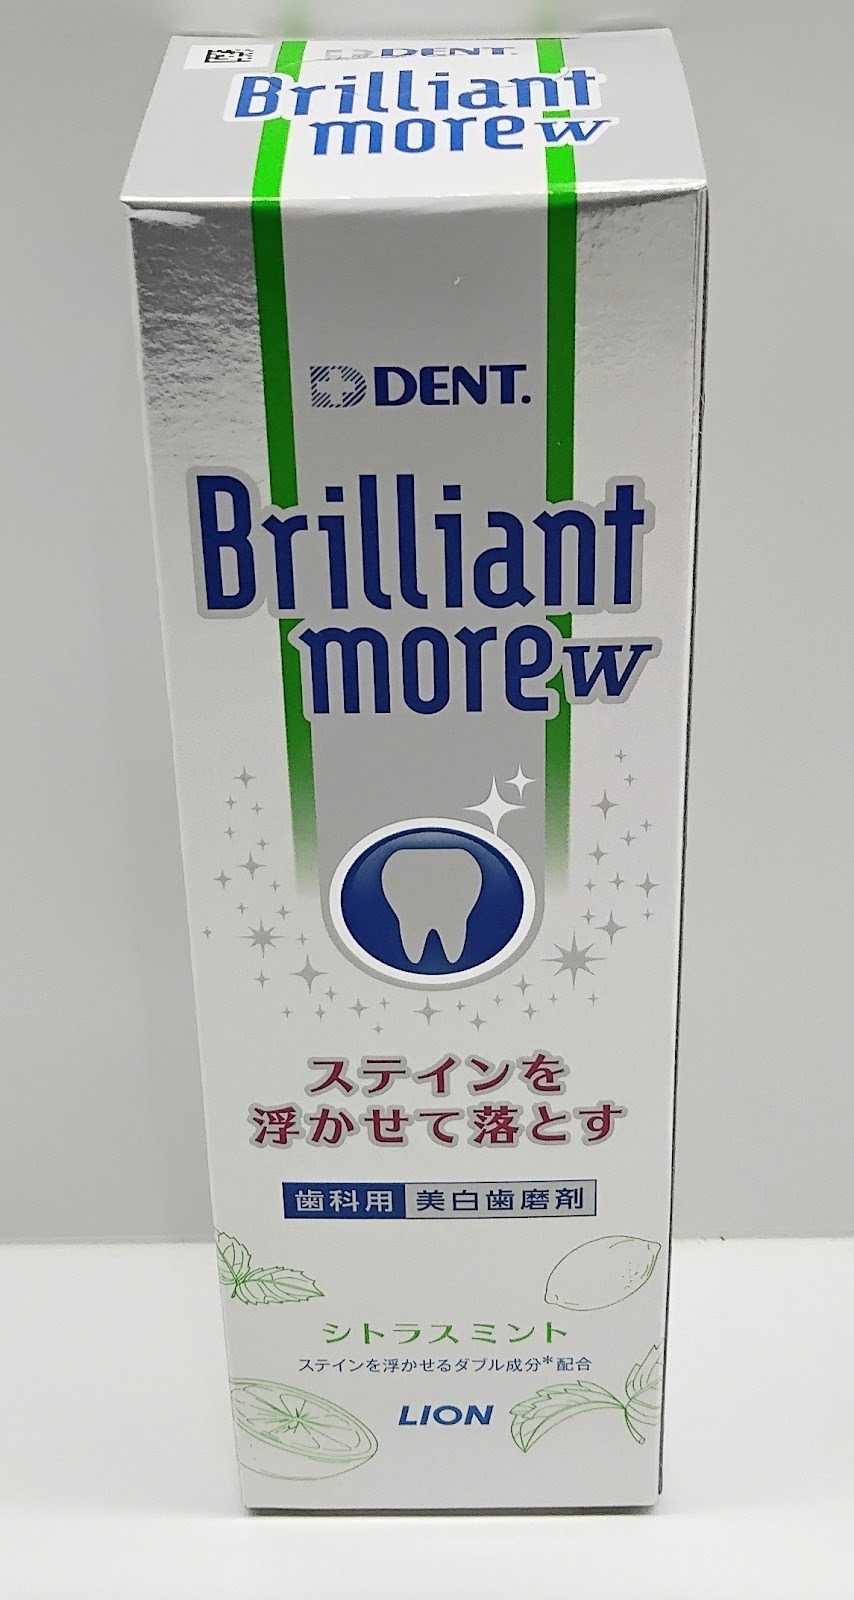 DENT.
Brilliant
more W
DENT.
Brilliant
more W
ステインを
浮かせて落とす
歯科用 美白歯磨剤
シトラスミント
ステインを浮かせるダブル成分*配合
LION